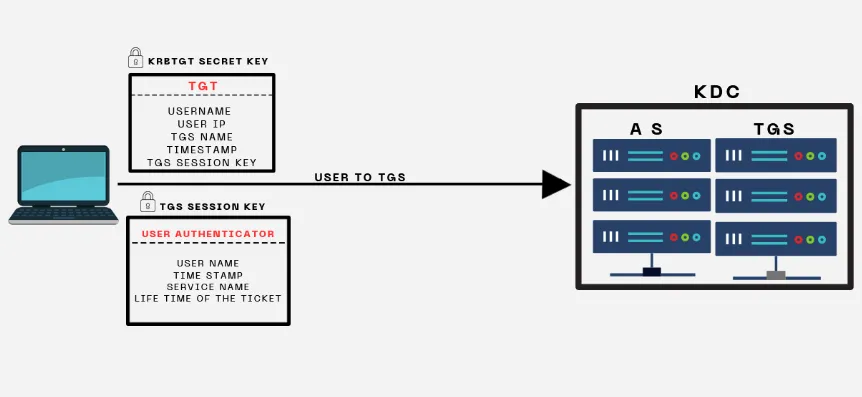 KRBTGT SECRET KEY
TGT
USERNAME
USER IP
TGS NAME
TIMESTAMP
TGS SESSION KEY
USER TO TGS
TGS SESSION KEY
USER AUTHENTICATOR
USER NAME
TIME STAMP
SERVICE NAME
LIFE TIME OF THE TICKET
KDC
A S
TGS